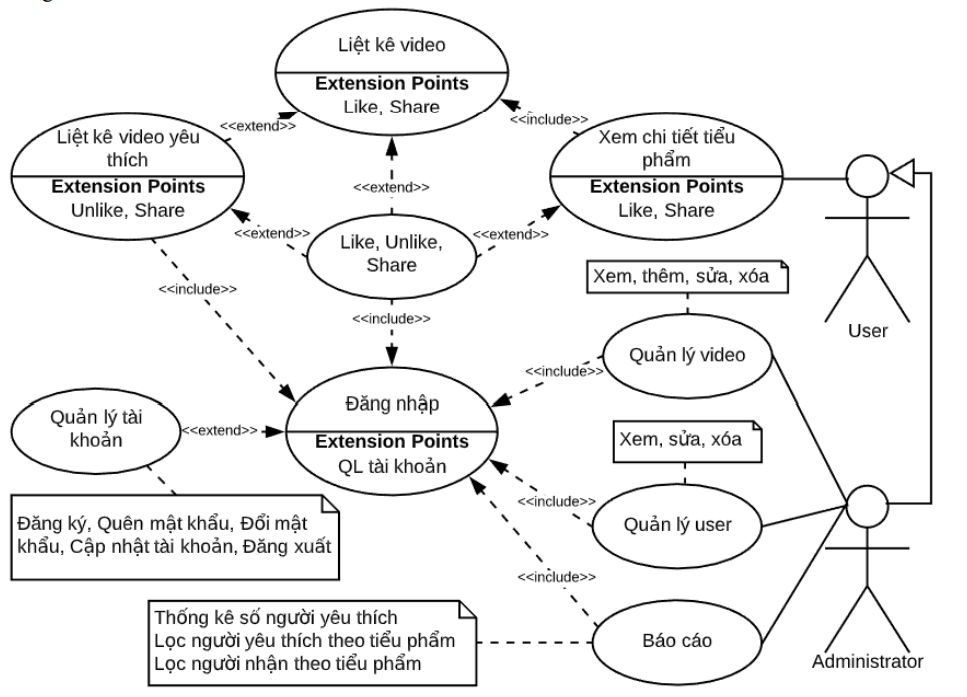 Liệt kê video
Extension Points
Like, Share
<<extend>>
<<include>>
Liệt kê video yêu
thích
Extension Points
Unlike, Share
Xem chi tiết tiểu
phẩm
Extension Points
Like, Share
<<extend>>
<<extend>>
<<extend>>
Like, Unlike,
Share
Xem, thêm, sửa, xóa
<<include>>
<<include>>
User
Quản lý video
<<include>>
Đăng nhập
Extension Points
QL tài khoản
Quản lý tài
khoản
<<extend>>
Xem, sửa, xóa
<<include>>
Quản lý user
Đăng ký, Quên mật khẩu, Đổi mật
khẩu, Cập nhật tài khoản, Đăng xuất
<<include>>
Thống kê số người yêu thích
Lọc người yêu thích theo tiểu phẩm
Lọc người nhận theo tiểu phẩm
Báo cáo
Administrator